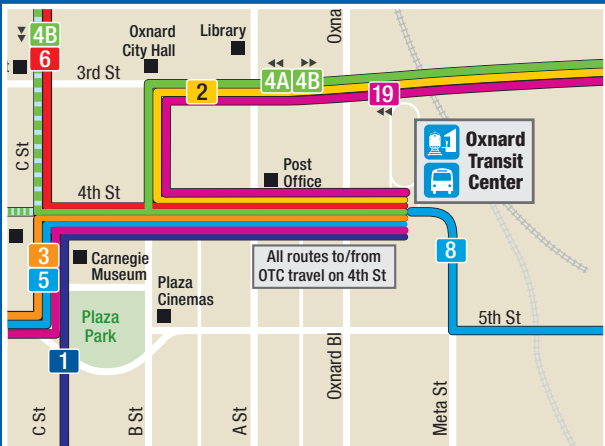 4B
6
Oxnard
City Hall
Library
Oxna
3rd St
2
4A 4B
19
C St
t
4th St
Post
Office
Oxnard
Transit
Center
3
5
Carnegie
Museum
All routes to/from
OTC travel on 4th St
8
Plaza
Cinemas
Plaza
Park
5th St
1
C St
B St
A St
Oxnard Bl
Meta St